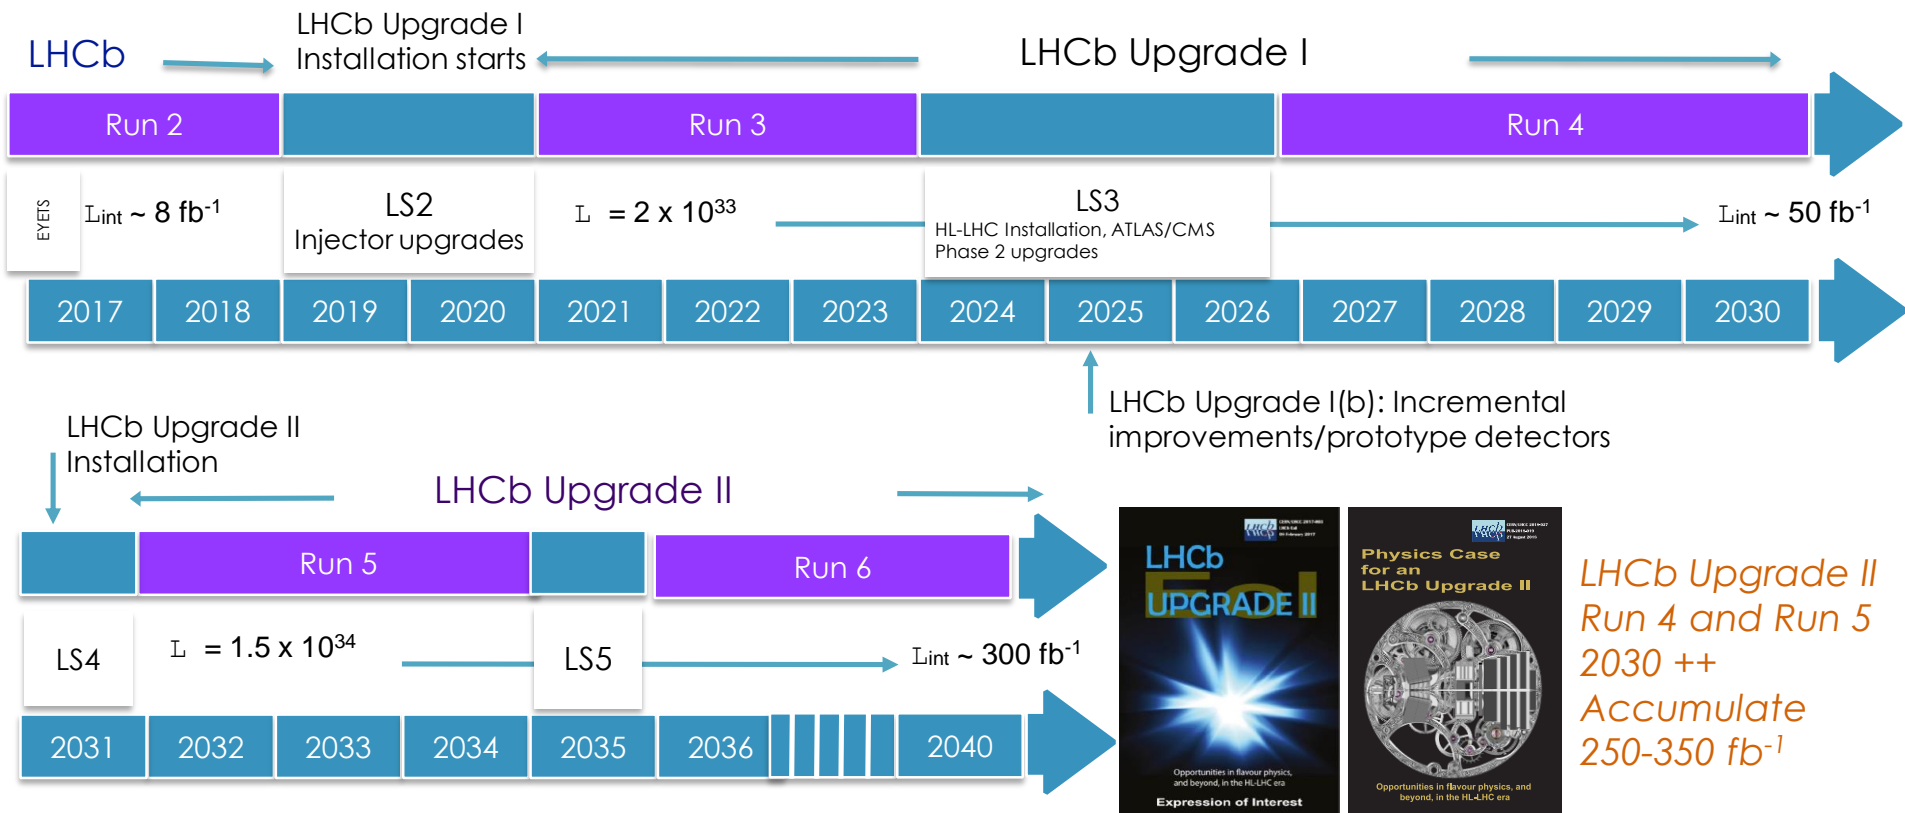 LHCb
LHCb Upgrade I
Installation starts
LHCb Upgrade I
Run 2
Run 3
Run 4
EYETS
Lint ~ 8 fb-1
LS2
Injector upgrades
L = 2 x 10³³
LS3
HL-LHC Installation, ATLAS/CMS
Phase 2 upgrades
Lint ~ 50 fb-1
2017 2018 2019 2020 2021 2022 2023 2024 2025 2026 2027 2028 2029 2030
LHCb Upgrade I(b): Incremental
improvements/prototype detectors
LHCb Upgrade II
Installation
LHCb Upgrade II
Run 5
Run 6
LS4
L = 1.5 x 10³⁴
LS5
Lint ~ 300 fb-1
2031 2032 2033 2034 2035 2036 2040
LHCb
EoI
UPGRADE II
Opportunities in flavour physics,
and beyond, in the HL-LHC era
Expression of Interest
Physics Case
for an
LHCb Upgrade II
Opportunities in flavour physics, and
beyond, in the HL-LHC era
LHCb Upgrade II
Run 4 and Run 5
2030 ++
Accumulate
250-350 fb-1